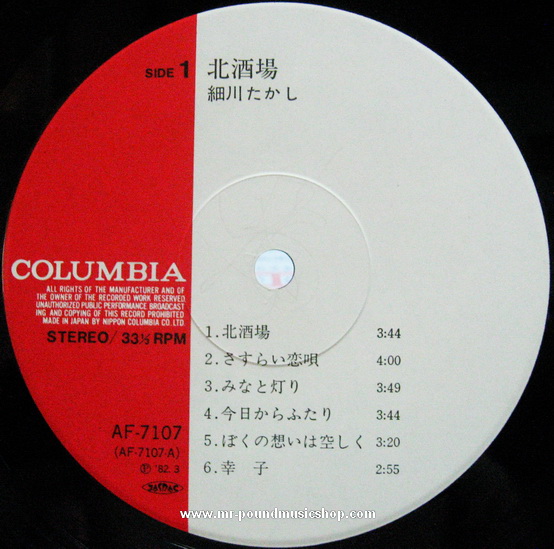 SIDE 1
北酒場
細川たかし
COLUMBIA
ALL RIGHTS OF THE MANUFACTURER AND OF
THE OWNER OF THE RECORDED WORK RESERVED.
UNAUTHORIZED PUBLIC PERFORMANCE BROADCAST
ING AND COPYING OF THIS RECORD PROHIBITED
MADE IN JAPAN BY NIPPON COLUMBIA CO. LTD.
STEREO/33⅓ RPM
1.北酒場 3:44
2.さすらい恋唄 4:00
3.みなと灯り 3:49
4.今日からふたり 3:44
5.ぼくの想いは空しく 3:20
6.幸 子 2:55
AF-7107
(AF-7107-A)
Ⓟ '82.3
JASRAC
www.mr-poundmusicshop.com